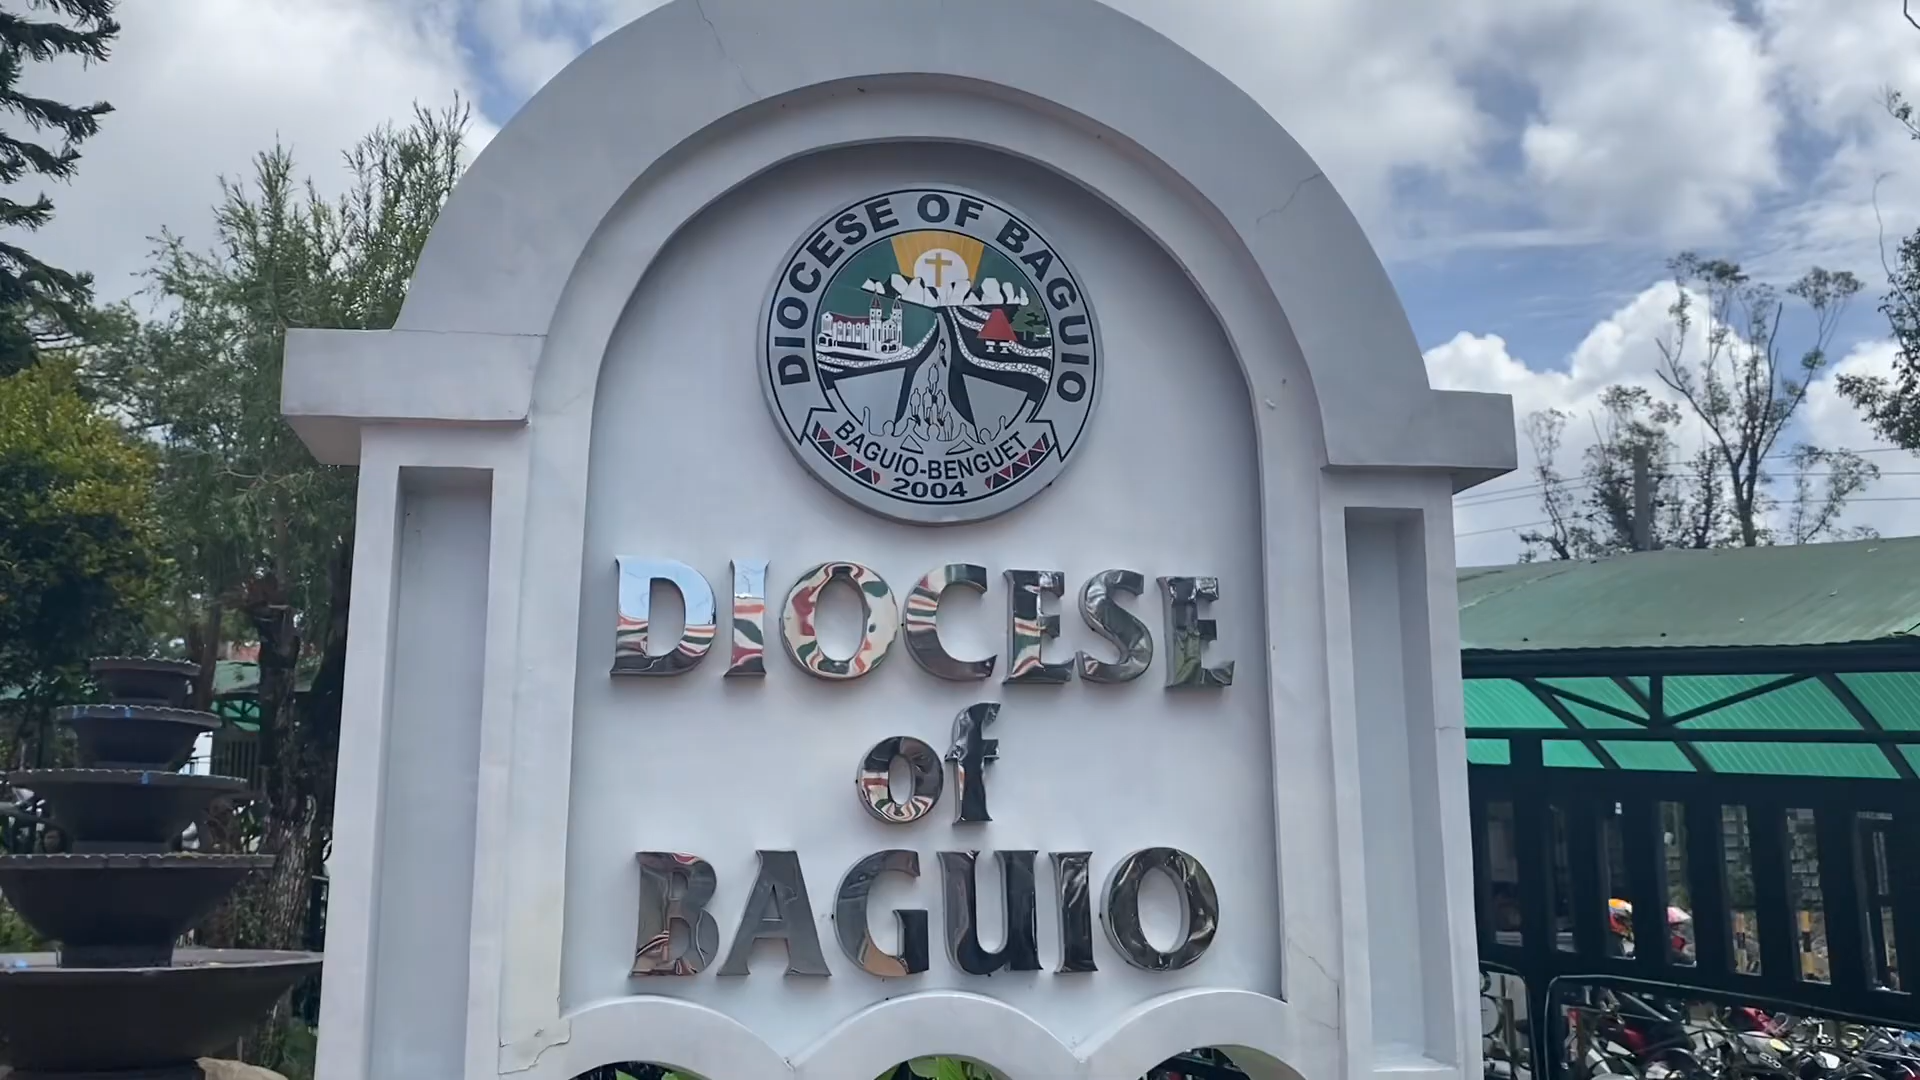 DIOCESE OF BAGUIO
BAGUIO-BENGUET
2004
DIOCESE
of
BAGUIO